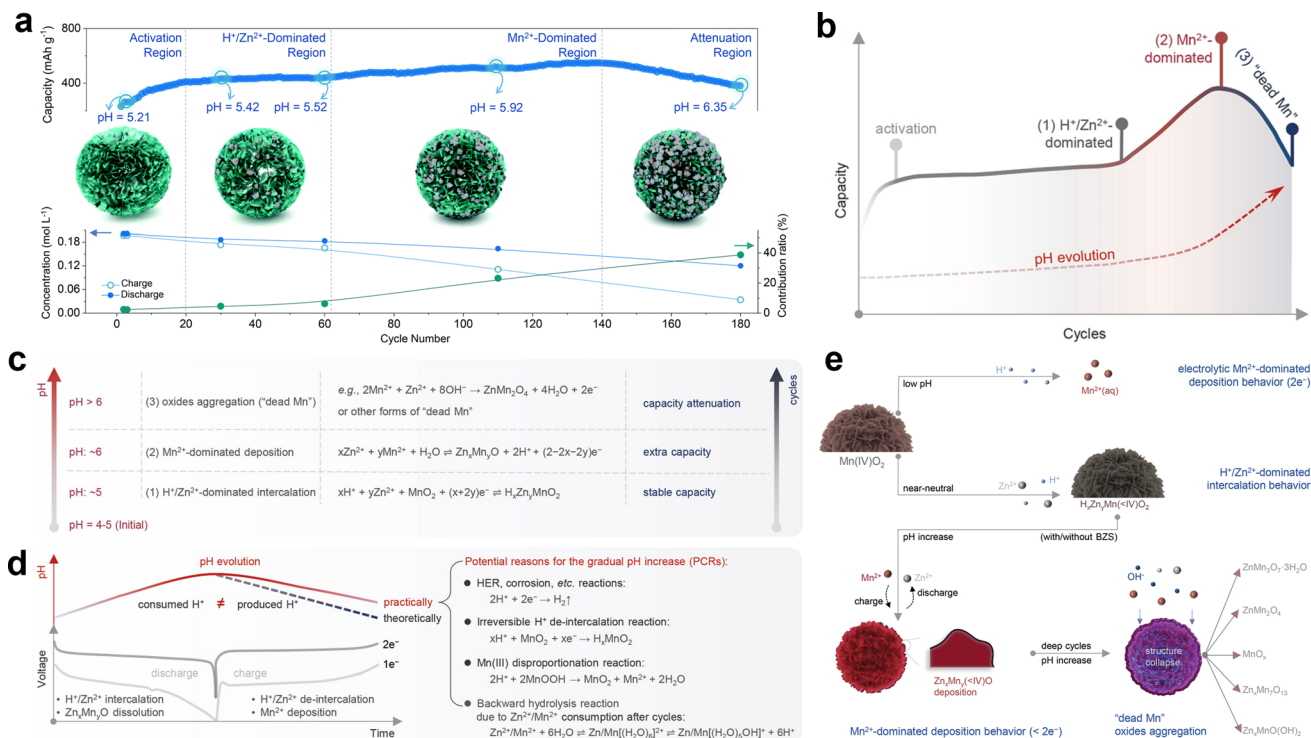 a
Capacity (mAh g⁻¹)
800
400
Activation
Region
H⁺/Zn²⁺-Dominated
Region
Mn²⁺-Dominated
Region
Attenuation
Region
pH = 5.21
pH = 5.42
pH = 5.52
pH = 5.92
pH = 6.35
Concentration (mol L⁻¹)
0.18
0.12
0.06
0.00
Charge
Discharge
Contribution ratio (%)
40
20
0
0
20
40
60
80
100
120
140
160
180
Cycle Number
b
Capacity
activation
(1) H⁺/Zn²⁺-
dominated
(2) Mn²⁺-
dominated
(3) "dead Mn"
pH evolution
Cycles
c
pH
cycles
pH > 6
(3) oxides aggregation ("dead Mn")
e.g., 2Mn²⁺ + Zn²⁺ + 8OH⁻ → ZnMn₂O₄ + 4H₂O + 2e⁻
or other forms of "dead Mn"
capacity attenuation
pH: ~6
(2) Mn²⁺-dominated deposition
xZn²⁺ + yMn²⁺ + H₂O ⇌ ZnₓMnᵧO + 2H⁺ + (2−2x−2y)e⁻
extra capacity
pH: ~5
(1) H⁺/Zn²⁺-dominated intercalation
xH⁺ + yZn²⁺ + MnO₂ + (x+2y)e⁻ ⇌ HₓZnᵧMnO₂
stable capacity
pH = 4-5 (Initial)
d
pH
pH evolution
consumed H⁺ ≠ produced H⁺
practically
theoretically
Voltage
2e⁻
1e⁻
discharge
charge
• H⁺/Zn²⁺ intercalation
• ZnₓMnᵧO dissolution
• H⁺/Zn²⁺ de-intercalation
• Mn²⁺ deposition
Time
Potential reasons for the gradual pH increase (PCRs):
● HER, corrosion, etc. reactions:
2H⁺ + 2e⁻ → H₂↑
● Irreversible H⁺ de-intercalation reaction:
xH⁺ + MnO₂ + xe⁻ → HₓMnO₂
● Mn(III) disproportionation reaction:
2H⁺ + 2MnOOH → MnO₂ + Mn²⁺ + 2H₂O
● Backward hydrolysis reaction
due to Zn²⁺/Mn²⁺ consumption after cycles:
Zn²⁺/Mn²⁺ + 6H₂O ⇌ Zn/Mn[(H₂O)₆]²⁺ ⇌ Zn/Mn[(H₂O)₅OH]⁺ + 6H⁺
e
low pH
H⁺
Mn²⁺(aq)
electrolytic Mn²⁺-dominated
deposition behavior (2e⁻)
Mn(IV)O₂
near-neutral
Zn²⁺
H⁺
HₓZnᵧMn(<IV)O₂
H⁺/Zn²⁺-dominated
intercalation behavior
pH increase
(with/without BZS)
Mn²⁺
Zn²⁺
charge
discharge
ZnₓMnᵧ(<IV)O
deposition
deep cycles
pH increase
OH⁻
structure
collapse
ZnMn₃O₇·3H₂O
ZnMn₂O₄
MnOₓ
ZnₓMn₇O₁₃
ZnₓMnO(OH)₂
Mn²⁺-dominated deposition behavior (< 2e⁻)
"dead Mn"
oxides aggregation